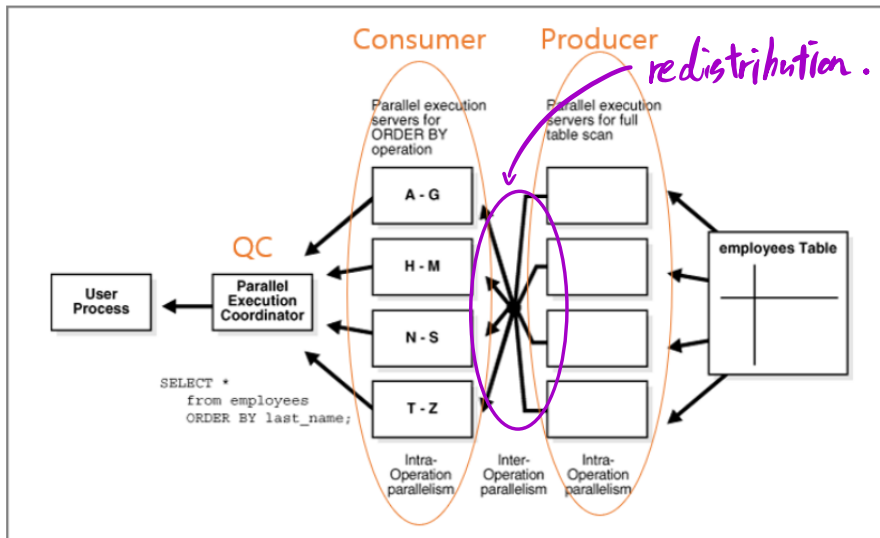 Consumer
Producer
redistribution.
Parallel execution
servers for
ORDER BY
operation
Parallel execution
servers for full
table scan
A - G
H - M
N - S
T - Z
QC
Parallel
Execution
Coordinator
User
Process
employees Table
SELECT *
from employees
ORDER BY last_name;
Intra-
Operation
parallelism
Inter-
Operation
parallelism
Intra-
Operation
parallelism